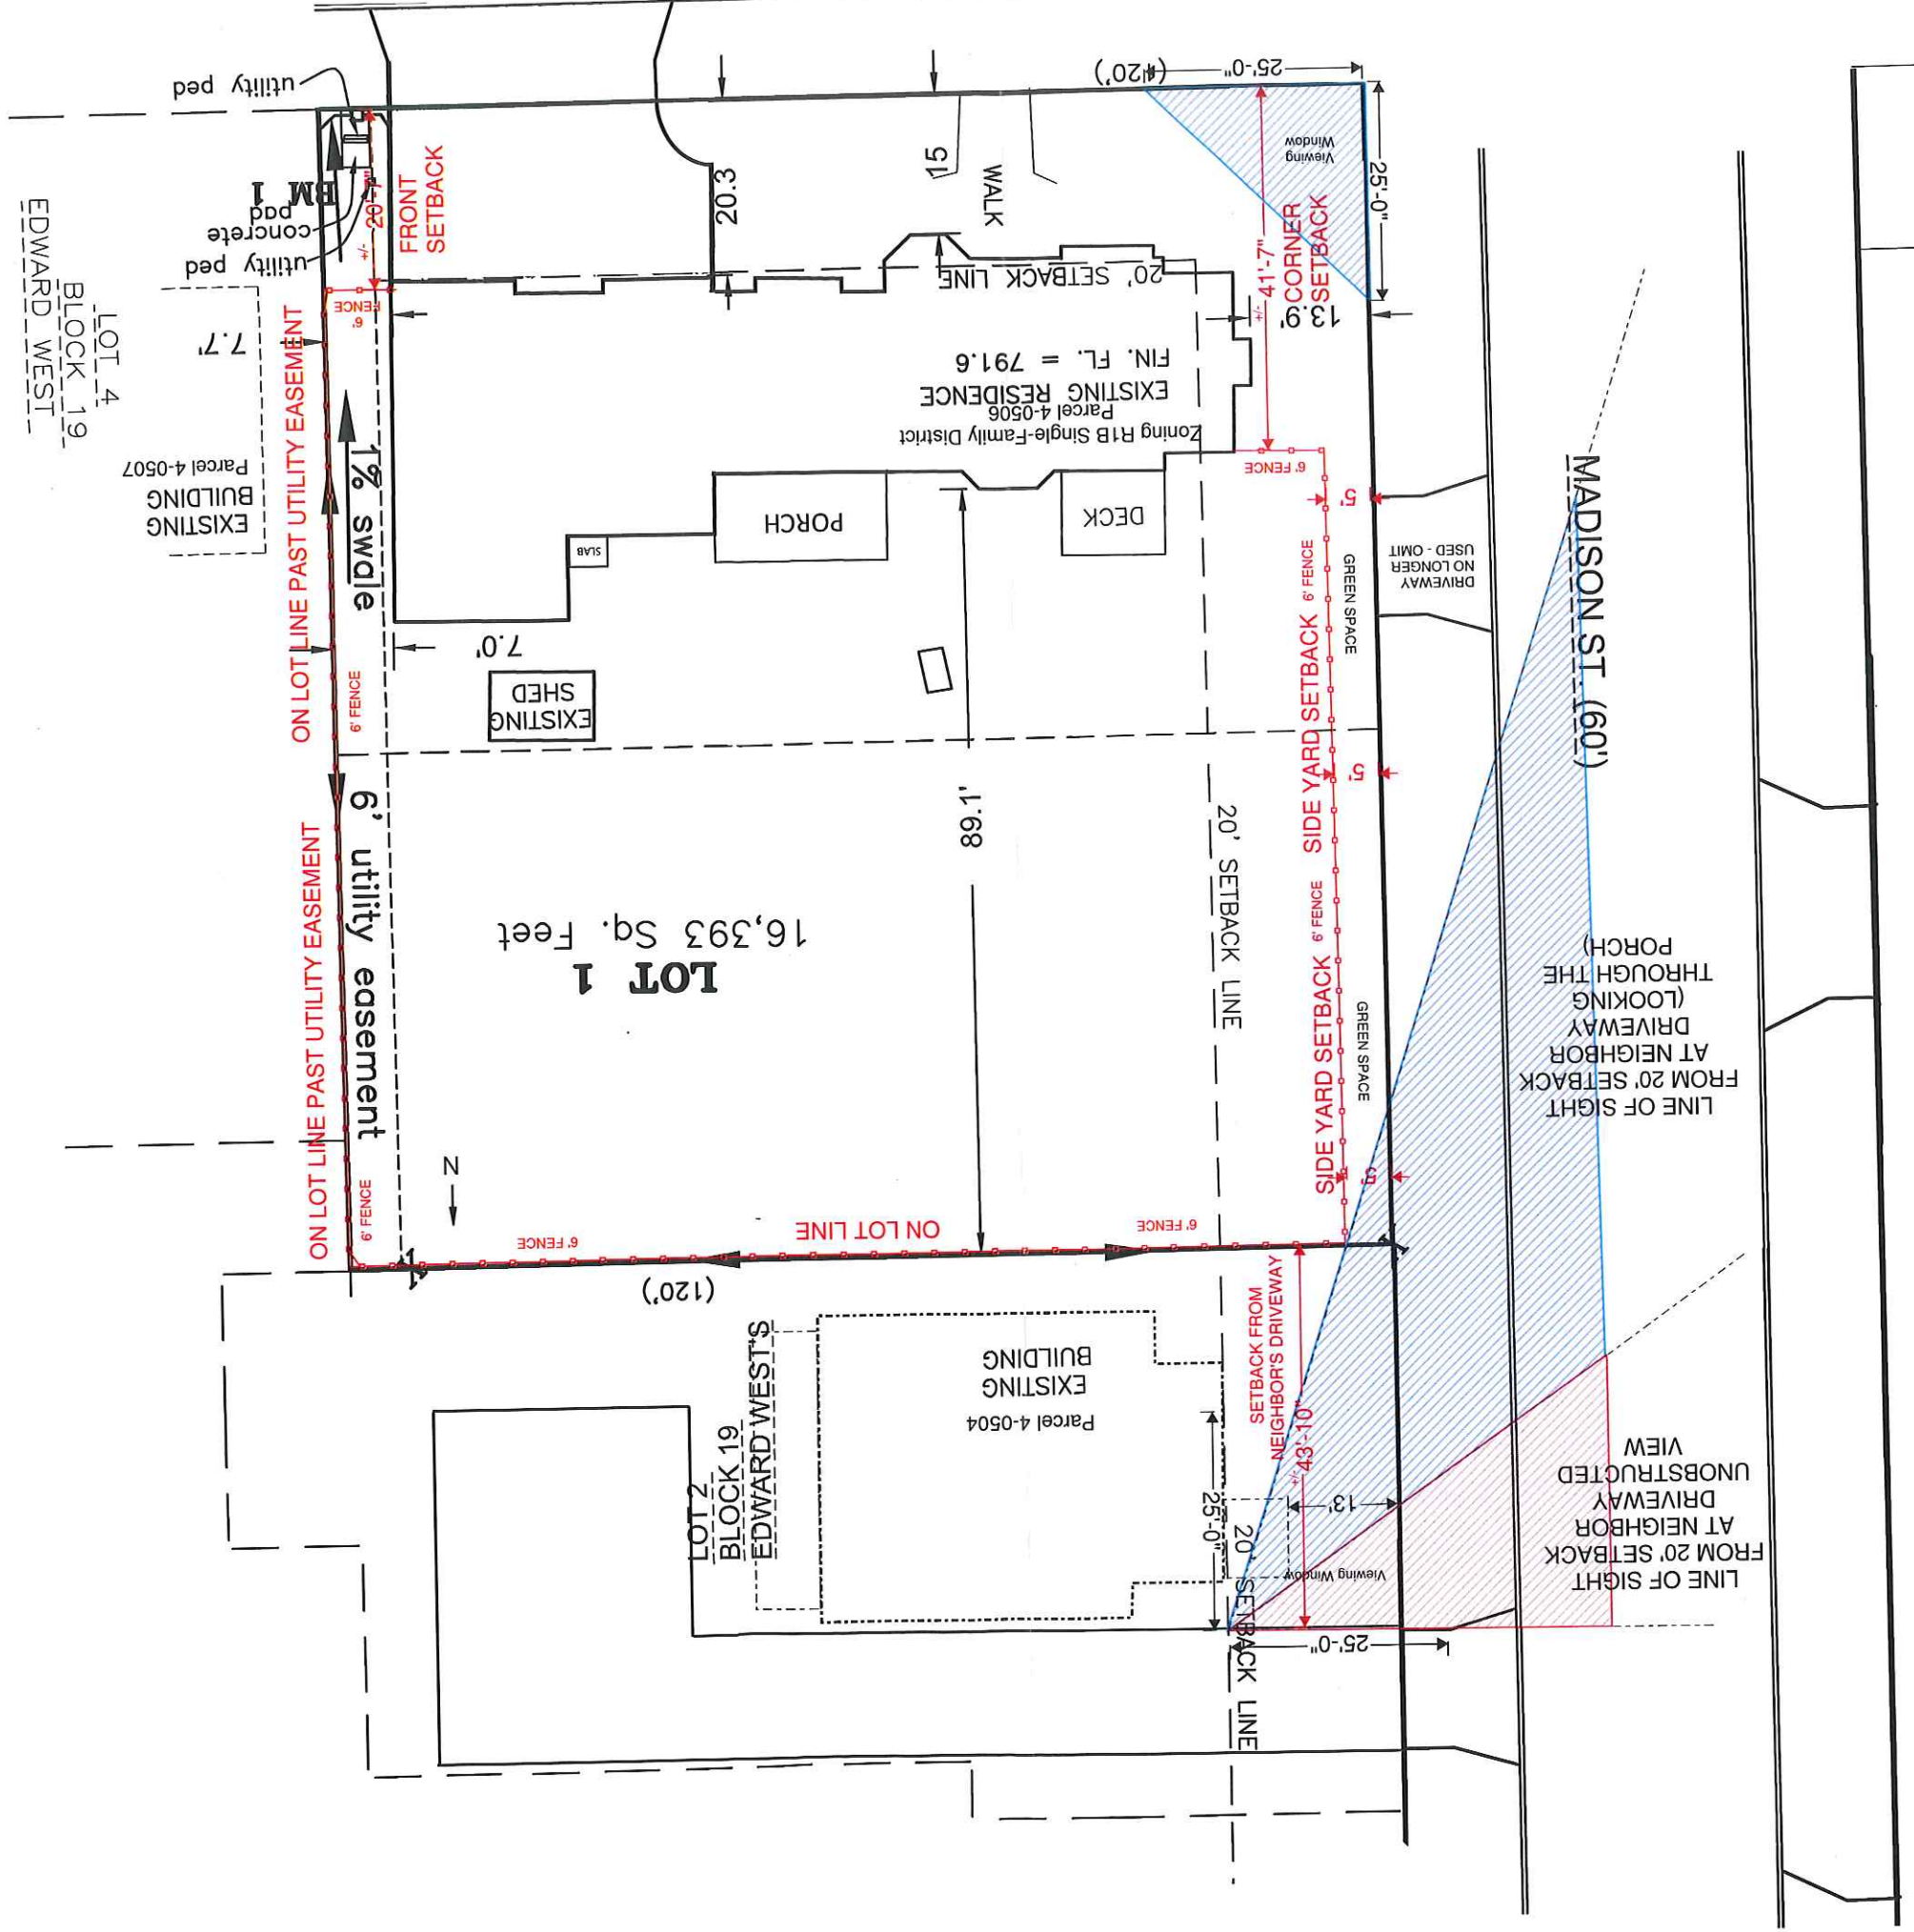 utility ped
BM 1
concrete
pad
utility ped
+/- 20'-7"
FRONT
SETBACK
6'
FENCE
20.3
15
WALK
(120')
25'-0"
Viewing
Window
25'-0"
+/- 41'-7"
CORNER
SETBACK
13.9'
20' SETBACK LINE
FIN. FL. = 791.6
EXISTING RESIDENCE
Parcel 4-0506
Zoning R1B Single-Family District
EDWARD WEST
BLOCK 19
LOT 4
7.7'
Parcel 4-0507
BUILDING
EXISTING
ON LOT LINE PAST UTILITY EASEMENT
1% swale
6' FENCE
SLAB
PORCH
DECK
7.0'
EXISTING
SHED
6' FENCE
5'
GREEN SPACE
SIDE YARD SETBACK 6' FENCE
DRIVEWAY
NO LONGER
USED - OMIT
MADISON ST. (60')
5'
89.1'
20' SETBACK LINE
ON LOT LINE PAST UTILITY EASEMENT
6' utility easement
6' FENCE
LOT 1
16,393 Sq. Feet
SIDE YARD SETBACK 6' FENCE
GREEN SPACE
5'
LINE OF SIGHT
FROM 20' SETBACK
AT NEIGHBOR
DRIVEWAY
(LOOKING
THROUGH THE
PORCH)
N
6' FENCE
ON LOT LINE
6' FENCE
(120')
LOT 2
BLOCK 19
EDWARD WEST'S
EXISTING
BUILDING
Parcel 4-0504
25'-0"
SETBACK FROM
NEIGHBOR'S DRIVEWAY
+/- 43'-10"
13'
Viewing Window
20' SETBACK LINE
25'-0"
LINE OF SIGHT
FROM 20' SETBACK
AT NEIGHBOR
DRIVEWAY
UNOBSTRUCTED
VIEW